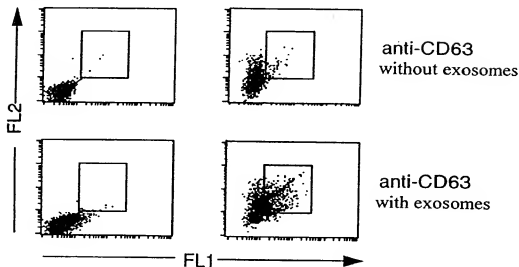 anti-CD63
without exosomes
FL2
anti-CD63
with exosomes
FL1